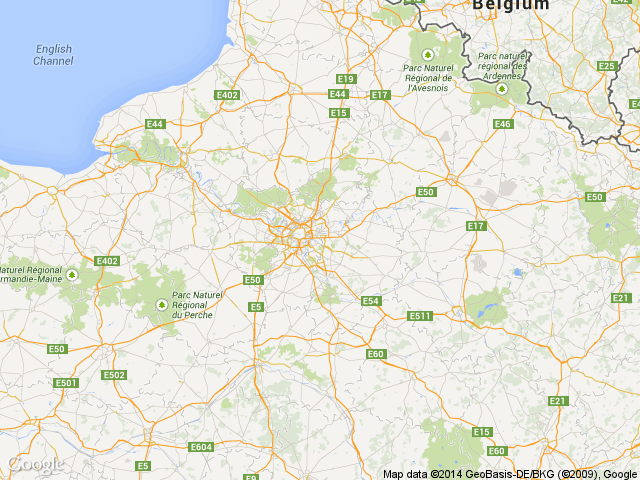 Belgium
English
Channel
Parc Naturel
Régional de
l'Avesnois
Parc naturel
régional des
Ardennes
E25
E19
E44
E17
E402
E15
E44
E46
E50
E50
E17
E402
Naturel Régional
rmandie-Maine
E50
E21
Parc Naturel
Régional
du Perche
E5
E54
E511
E50
E60
E502
E501
E21
E15
E604
E60
E5
E9
Google
Map data ©2014 GeoBasis-DE/BKG (©2009), Google